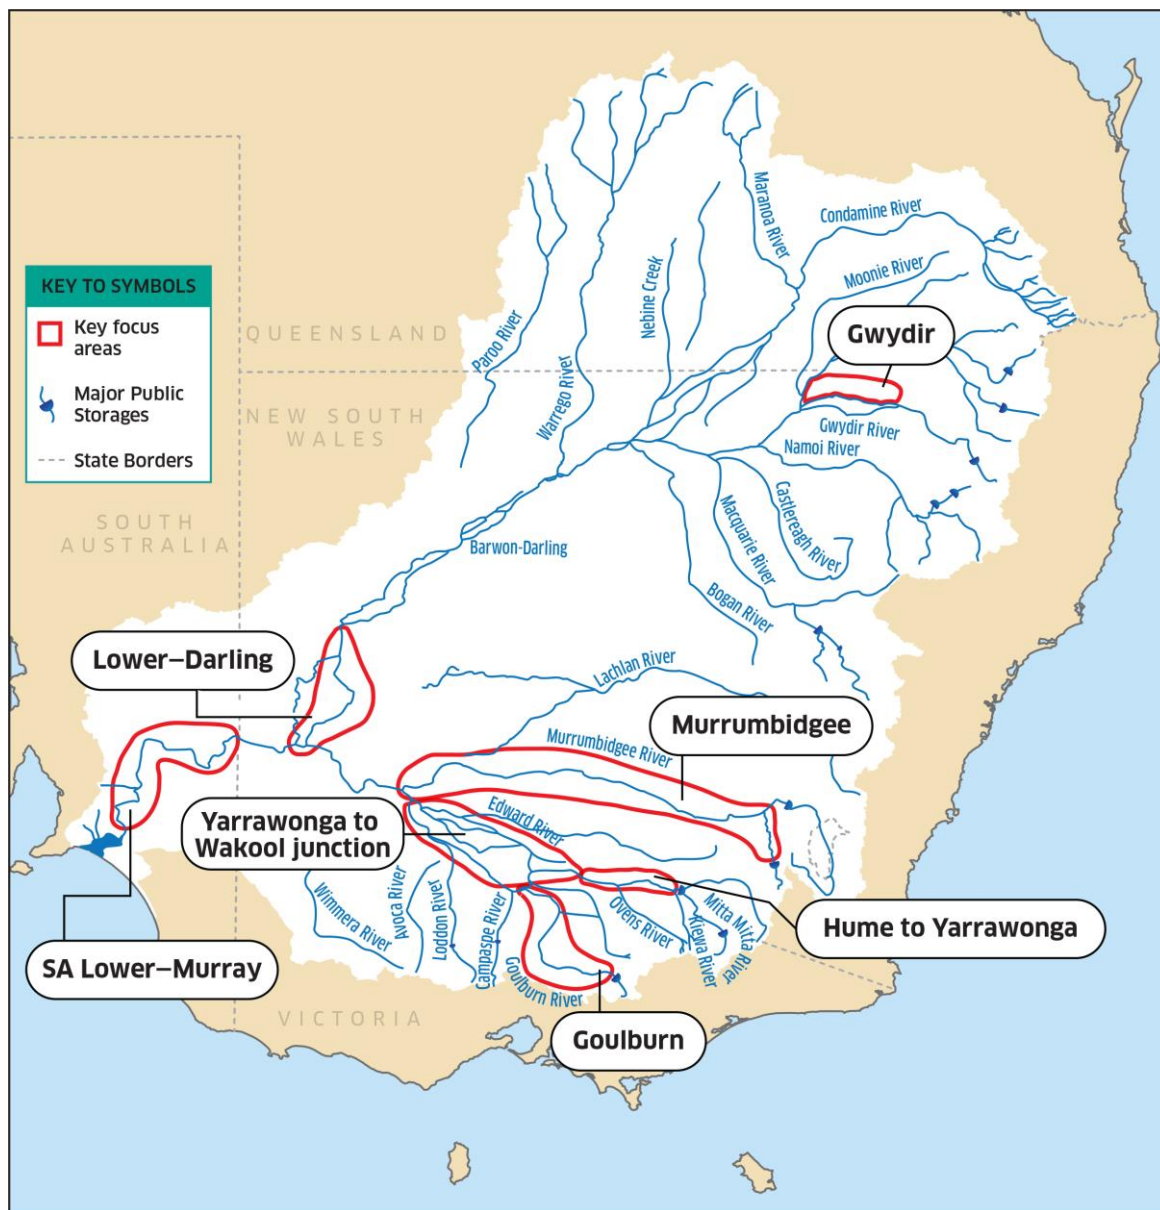 Maranoa River
Condamine River
Moonie River
Nebine Creek
KEY TO SYMBOLS
Key focus
areas
Major Public
Storages
State Borders
QUEENSLAND
Paroo River
Gwydir
Warrego River
NEW SOUTH
WALES
Gwydir River
Namoi River
Castlereagh River
Macquarie River
SOUTH
AUSTRALIA
Barwon-Darling
Bogan River
Lower–Darling
Lachlan River
Murrumbidgee
Murrumbidgee River
Yarrawonga to
Wakool junction
Edward River
Wimmera River
Avoca River
Loddon River
Campaspe River
Goulburn River
Ovens River
Kiewa River
Mitta Mitta River
Hume to Yarrawonga
SA Lower–Murray
VICTORIA
Goulburn